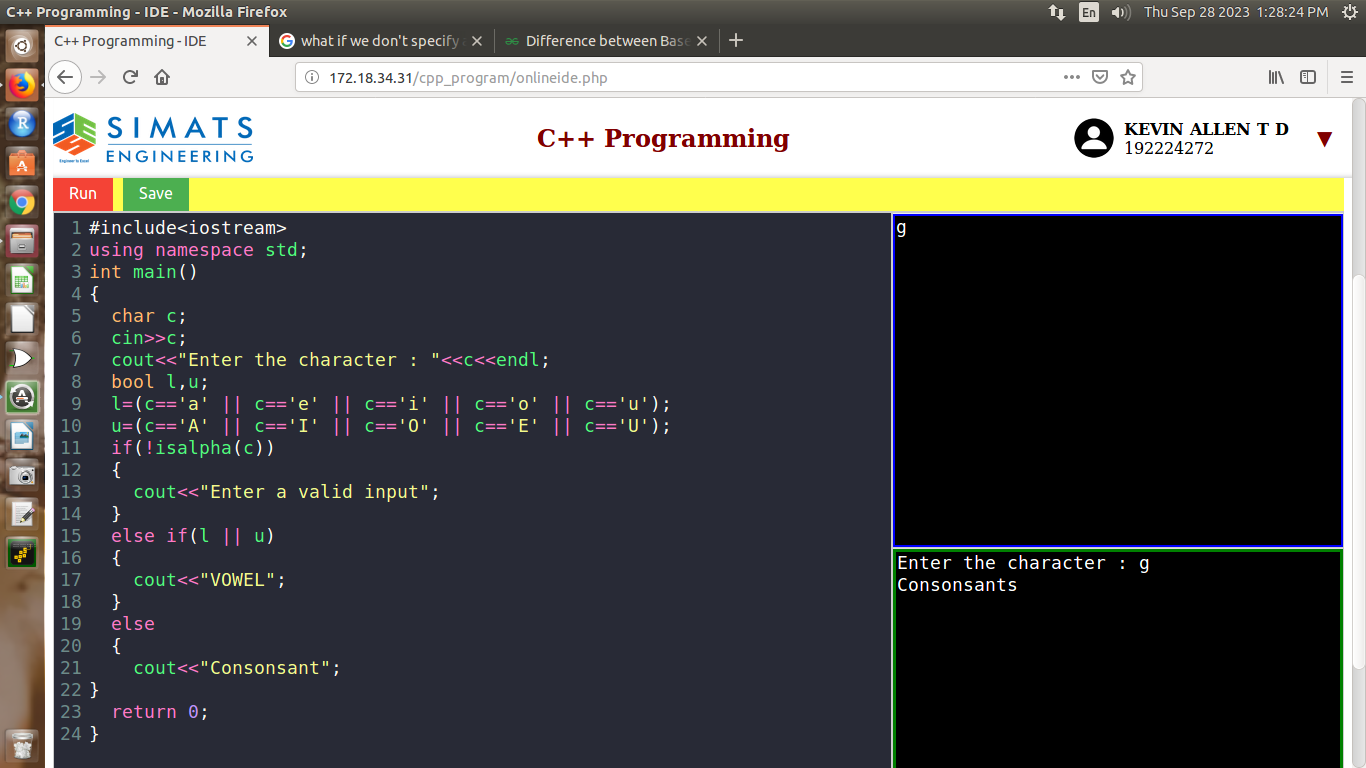 C++ Programming - IDE - Mozilla Firefox
En
Thu Sep 28 2023 1:28:24 PM
C++ Programming - IDE
what if we don't specify
Difference between Base
172.18.34.31/cpp_program/onlineide.php
SIMATS
ENGINEERING
Engineer to Excel
C++ Programming
KEVIN ALLEN T D
192224272
Run
Save
1 #include<iostream>
2 using namespace std;
3 int main()
4 {
5 char c;
6 cin>>c;
7 cout<<"Enter the character : "<<c<<endl;
8 bool l,u;
9 l=(c=='a' || c=='e' || c=='i' || c=='o' || c=='u');
10 u=(c=='A' || c=='I' || c=='O' || c=='E' || c=='U');
11 if(!isalpha(c))
12 {
13 cout<<"Enter a valid input";
14 }
15 else if(l || u)
16 {
17 cout<<"VOWEL";
18 }
19 else
20 {
21 cout<<"Consonsant";
22 }
23 return 0;
24 }
g
Enter the character : g
Consonsants